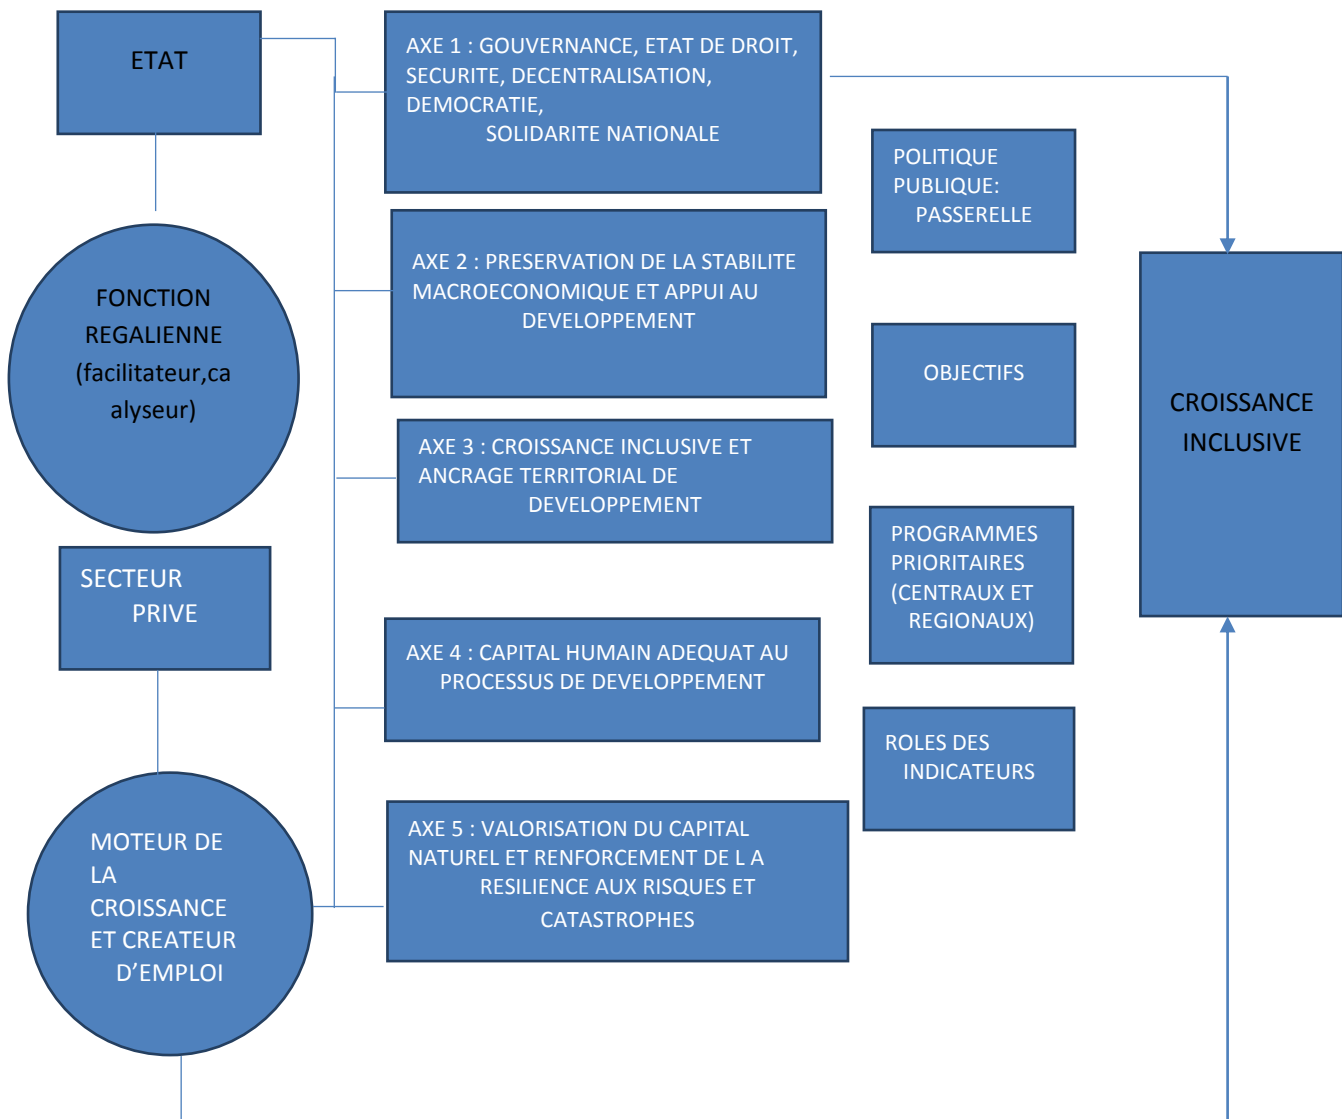 ETAT
FONCTION
REGALIENNE
(facilitateur,ca
alyseur)
SECTEUR
PRIVE
MOTEUR DE
LA
CROISSANCE
ET CREATEUR
D’EMPLOI
AXE 1 : GOUVERNANCE, ETAT DE DROIT,
SECURITE, DECENTRALISATION,
DEMOCRATIE,
SOLIDARITE NATIONALE
AXE 2 : PRESERVATION DE LA STABILITE
MACROECONOMIQUE ET APPUI AU
DEVELOPPEMENT
AXE 3 : CROISSANCE INCLUSIVE ET
ANCRAGE TERRITORIAL DE
DEVELOPPEMENT
AXE 4 : CAPITAL HUMAIN ADEQUAT AU
PROCESSUS DE DEVELOPPEMENT
AXE 5 : VALORISATION DU CAPITAL
NATUREL ET RENFORCEMENT DE L A
RESILIENCE AUX RISQUES ET
CATASTROPHES
POLITIQUE
PUBLIQUE:
PASSERELLE
OBJECTIFS
PROGRAMMES
PRIORITAIRES
(CENTRAUX ET
REGIONAUX)
ROLES DES
INDICATEURS
CROISSANCE
INCLUSIVE